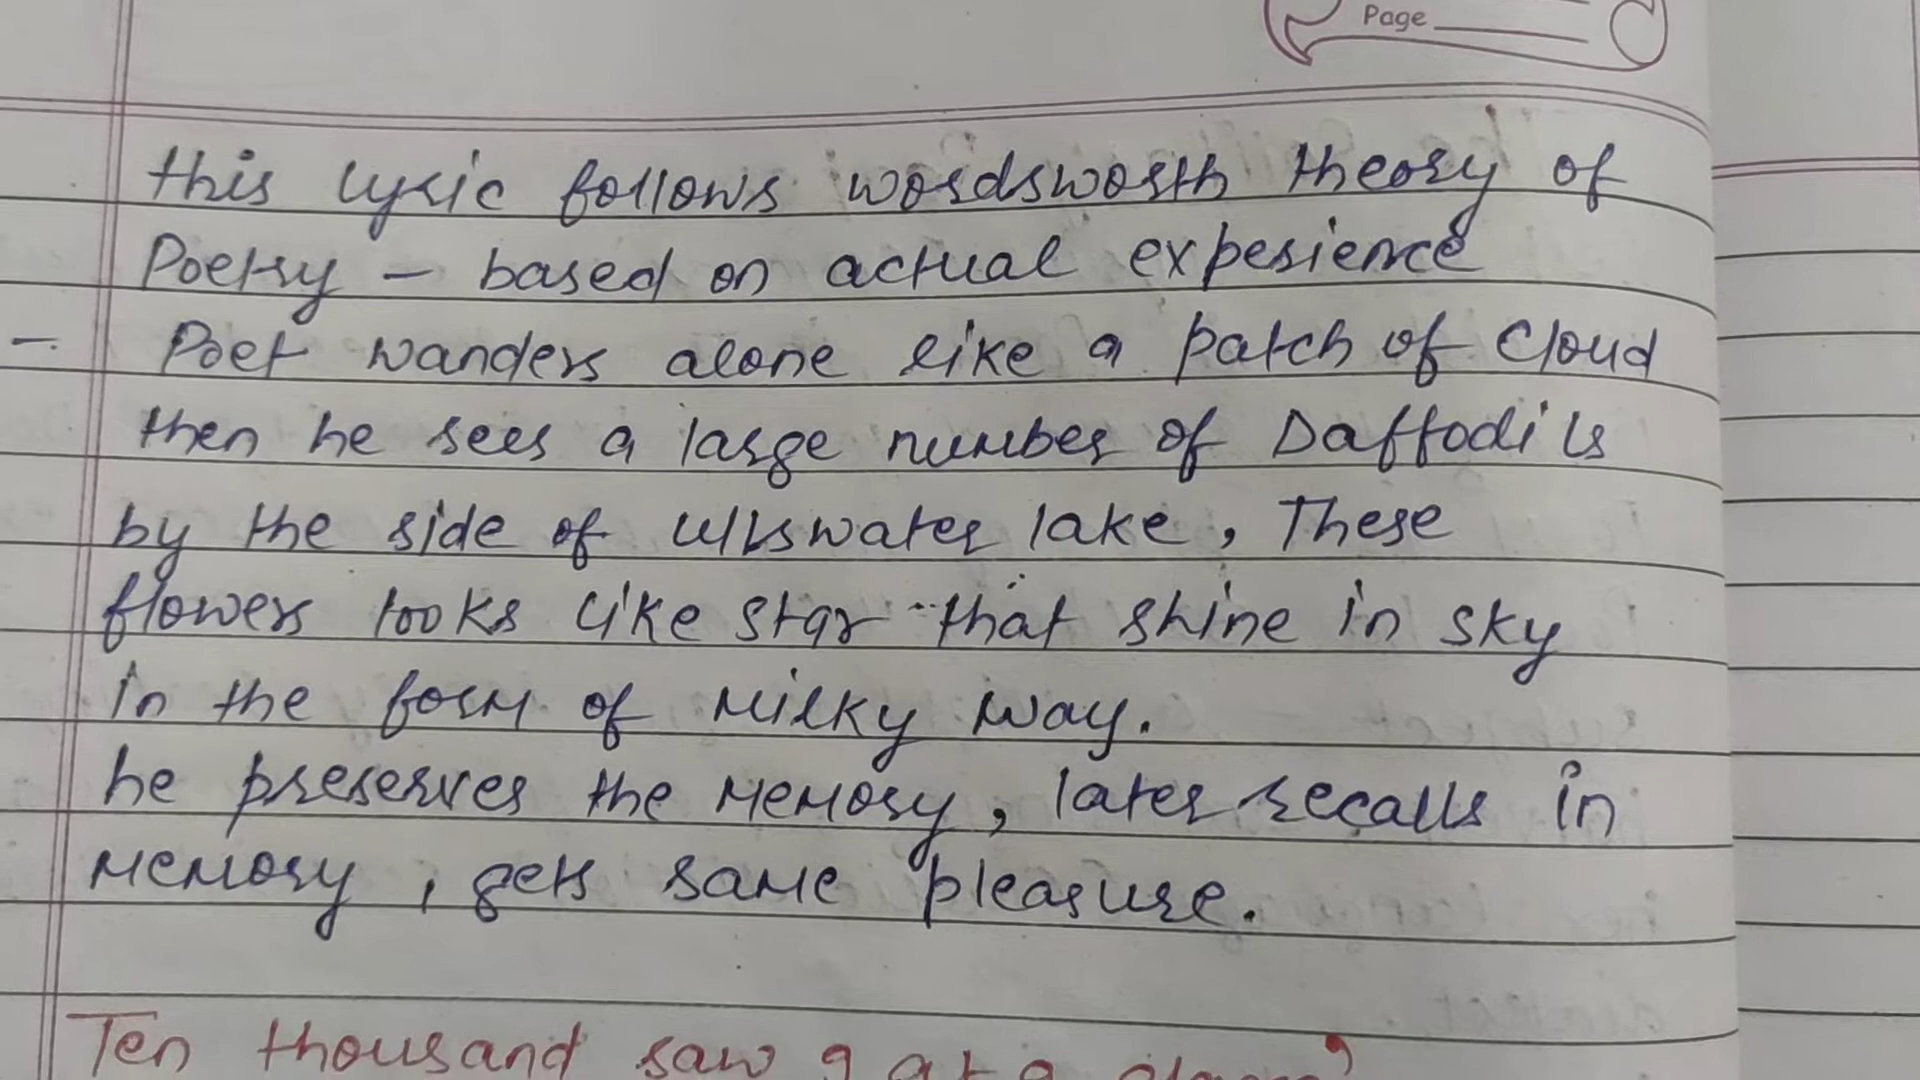 Page
this lyric follows wordsworth theory of
Poetry - based on actual experience
- Poet wanders alone like a patch of Cloud
then he sees a large number of Daffodils
by the side of Ullswater lake, These
flowers looks like star that shine in sky
in the form of Milky Way.
he preserves the memory, later recalls in
memory, gets same pleasure.
Ten thousand saw I at a glance